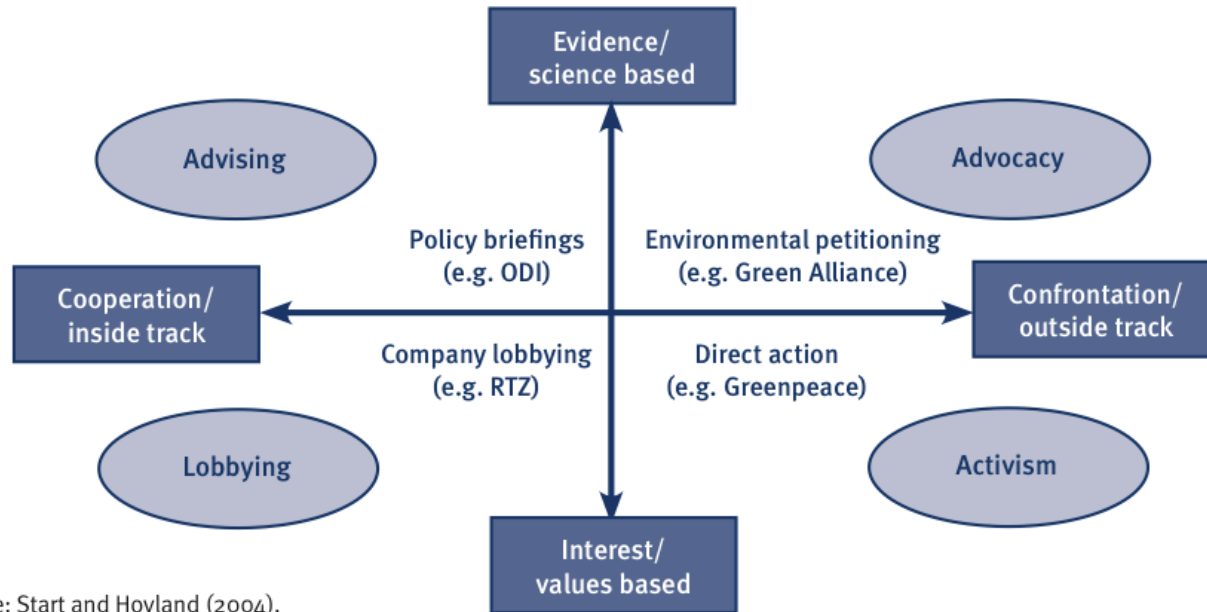 Evidence/
science based
Advising
Advocacy
Policy briefings
(e.g. ODI)
Environmental petitioning
(e.g. Green Alliance)
Cooperation/
inside track
Confrontation/
outside track
Company lobbying
(e.g. RTZ)
Direct action
(e.g. Greenpeace)
Lobbying
Activism
Interest/
values based
: Start and Hovland (2004).